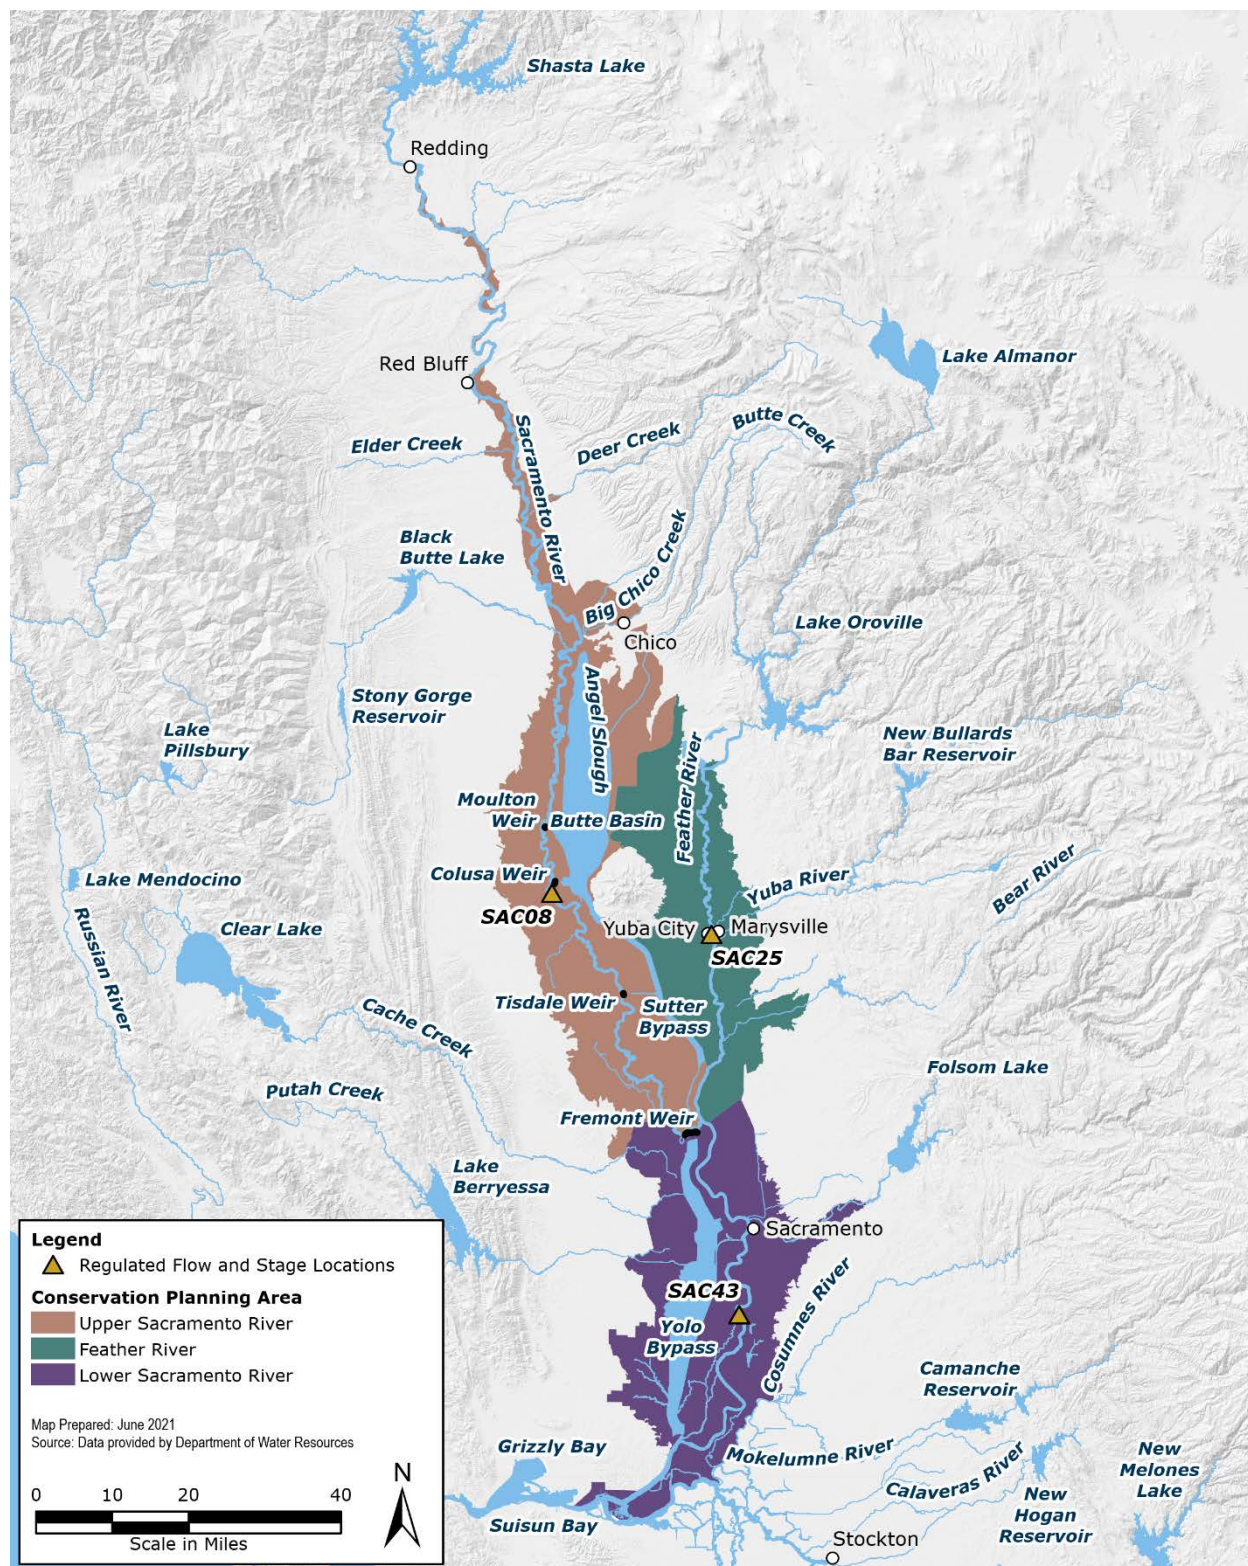 Shasta Lake
Redding
Red Bluff
Lake Almanor
Sacramento River
Elder Creek
Deer Creek
Butte Creek
Black
Butte Lake
Big Chico Creek
Chico
Lake Oroville
Angel Slough
Stony Gorge
Reservoir
Lake
Pillsbury
Feather River
New Bullards
Bar Reservoir
Moulton
Weir
Butte Basin
Colusa Weir
SAC08
Lake Mendocino
Russian River
Clear Lake
Yuba River
Bear River
Yuba City
Marysville
SAC25
Tisdale Weir
Sutter
Bypass
Cache Creek
Putah Creek
Folsom Lake
Fremont Weir
Lake
Berryessa
Sacramento
SAC43
Yolo
Bypass
Cosumnes River
Camanche
Reservoir
Mokelumne River
Calaveras River
New
Hogan
Reservoir
New
Melones
Lake
Grizzly Bay
Suisun Bay
Stockton
Legend
Regulated Flow and Stage Locations
Conservation Planning Area
Upper Sacramento River
Feather River
Lower Sacramento River
Map Prepared: June 2021
Source: Data provided by Department of Water Resources
0 10 20 40
Scale in Miles
N